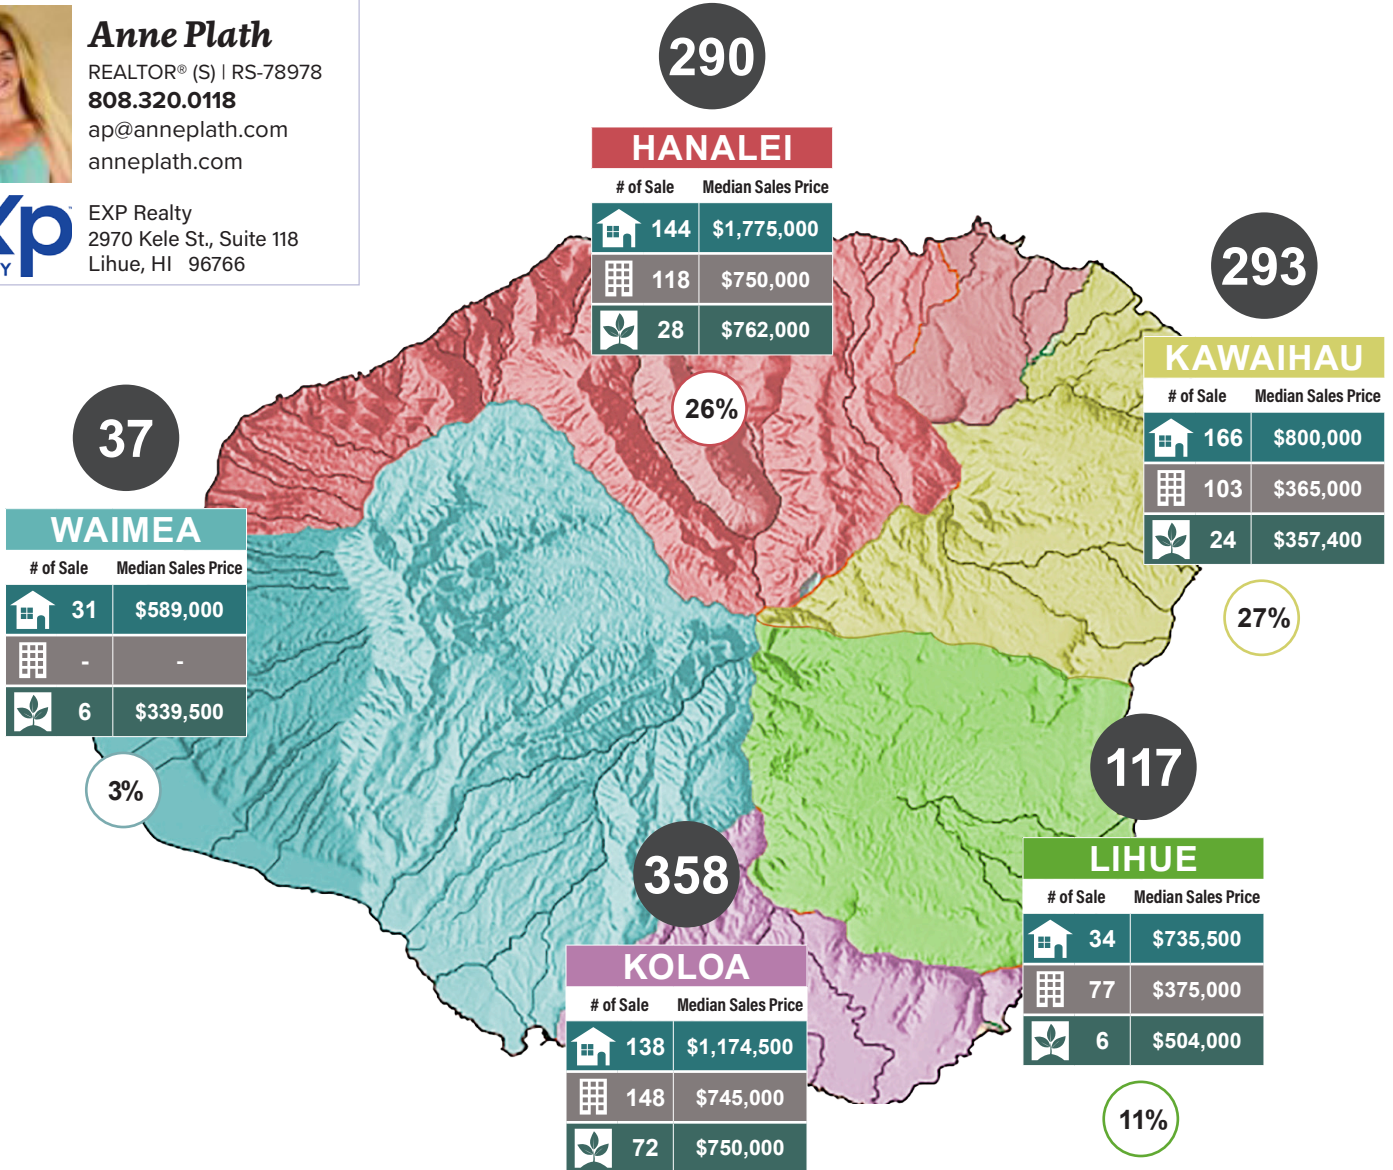 Anne Plath
REALTOR® (S) | RS-78978
808.320.0118
ap@anneplath.com
anneplath.com
Xp
Y
EXP Realty
2970 Kele St., Suite 118
Lihue, HI 96766
290
HANALEI
# of Sale Median Sales Price
144 $1,775,000
118 $750,000
28 $762,000
26%
293
KAWAIHAU
# of Sale Median Sales Price
166 $800,000
103 $365,000
24 $357,400
27%
37
WAIMEA
# of Sale Median Sales Price
31 $589,000
- -
6 $339,500
3%
117
LIHUE
# of Sale Median Sales Price
34 $735,500
77 $375,000
6 $504,000
11%
358
KOLOA
# of Sale Median Sales Price
138 $1,174,500
148 $745,000
72 $750,000